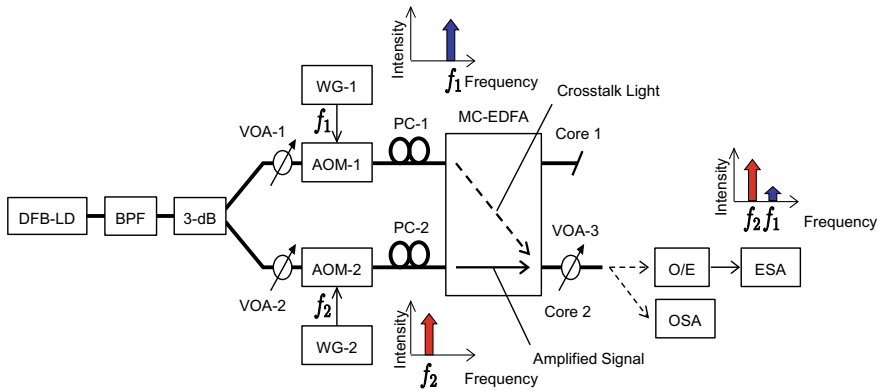 Intensity
f1 Frequency
Crosstalk Light
WG-1
MC-EDFA
VOA-1
f1
PC-1
Core 1
AOM-1
Intensity
f2 f1
Frequency
DFB-LD
BPF
3-dB
PC-2
VOA-3
AOM-2
O/E
ESA
VOA-2
f2
Core 2
OSA
Intensity
WG-2
Amplified Signal
f2
Frequency